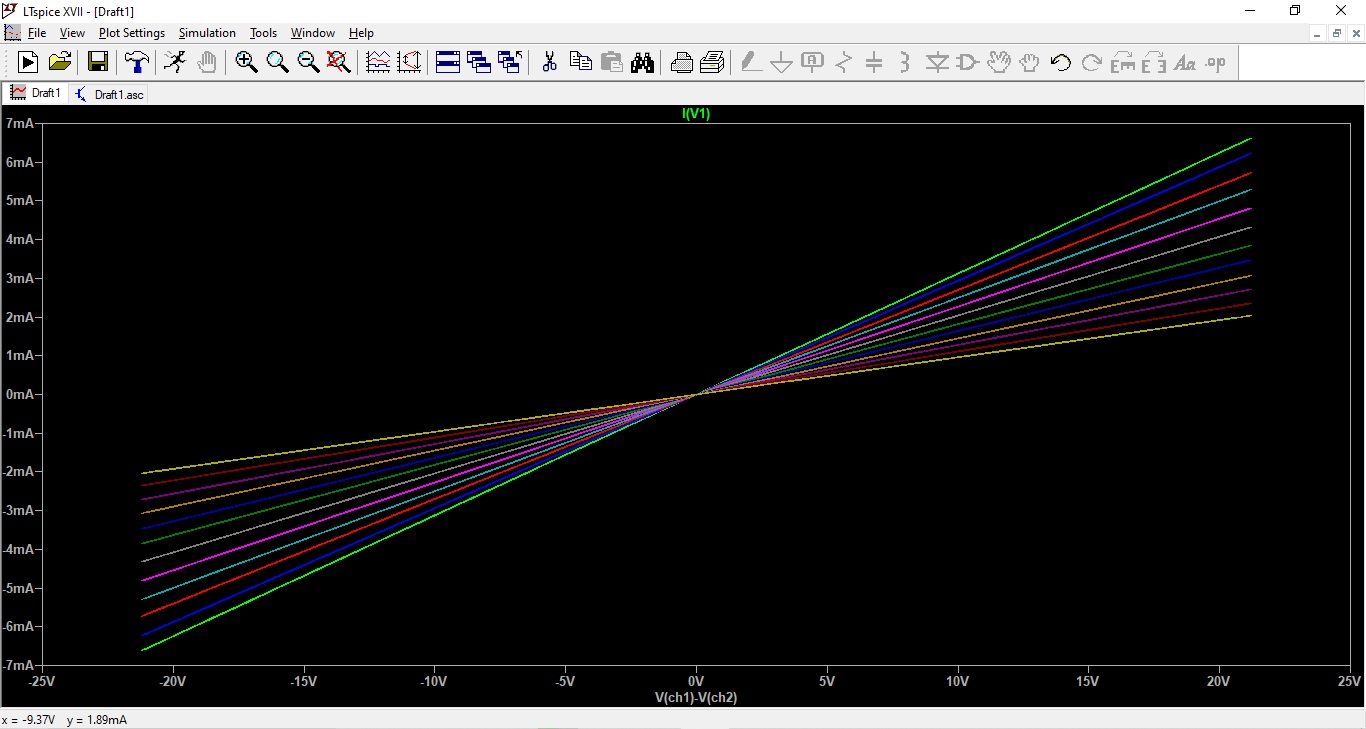 LTspice XVII - [Draft1]
File View Plot Settings Simulation Tools Window Help
Draft1 Draft1.asc
I(V1)
7mA
6mA
5mA
4mA
3mA
2mA
1mA
0mA
-1mA
-2mA
-3mA
-4mA
-5mA
-6mA
-7mA
-25V -20V -15V -10V -5V 0V 5V 10V 15V 20V 25V
V(ch1)-V(ch2)
x = -9.37V y = 1.89mA